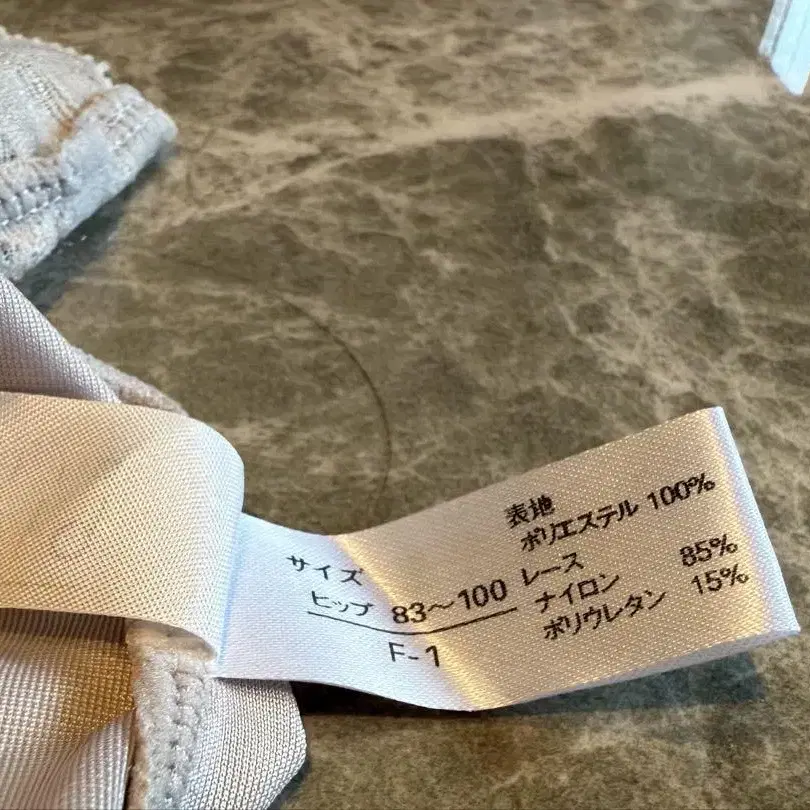 サイズ
ヒップ 83～100
F-1
表地
ポリエステル 100%
レース
ナイロン 85%
ポリウレタン 15%